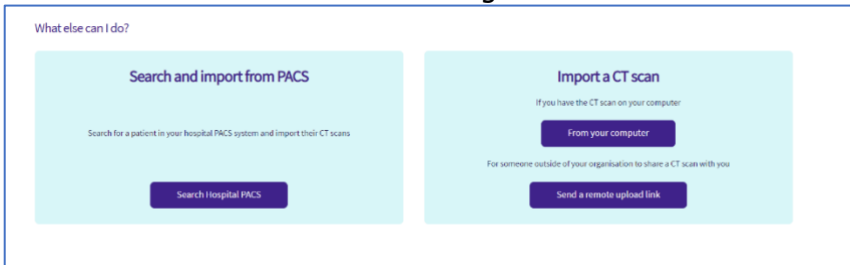 What else can I do?
Search and import from PACS
Search for a patient in your hospital PACS system and import their CT scans
Search Hospital PACS
Import a CT scan
If you have the CT scan on your computer
From your computer
For someone outside of your organisation to share a CT scan with you
Send a remote upload link